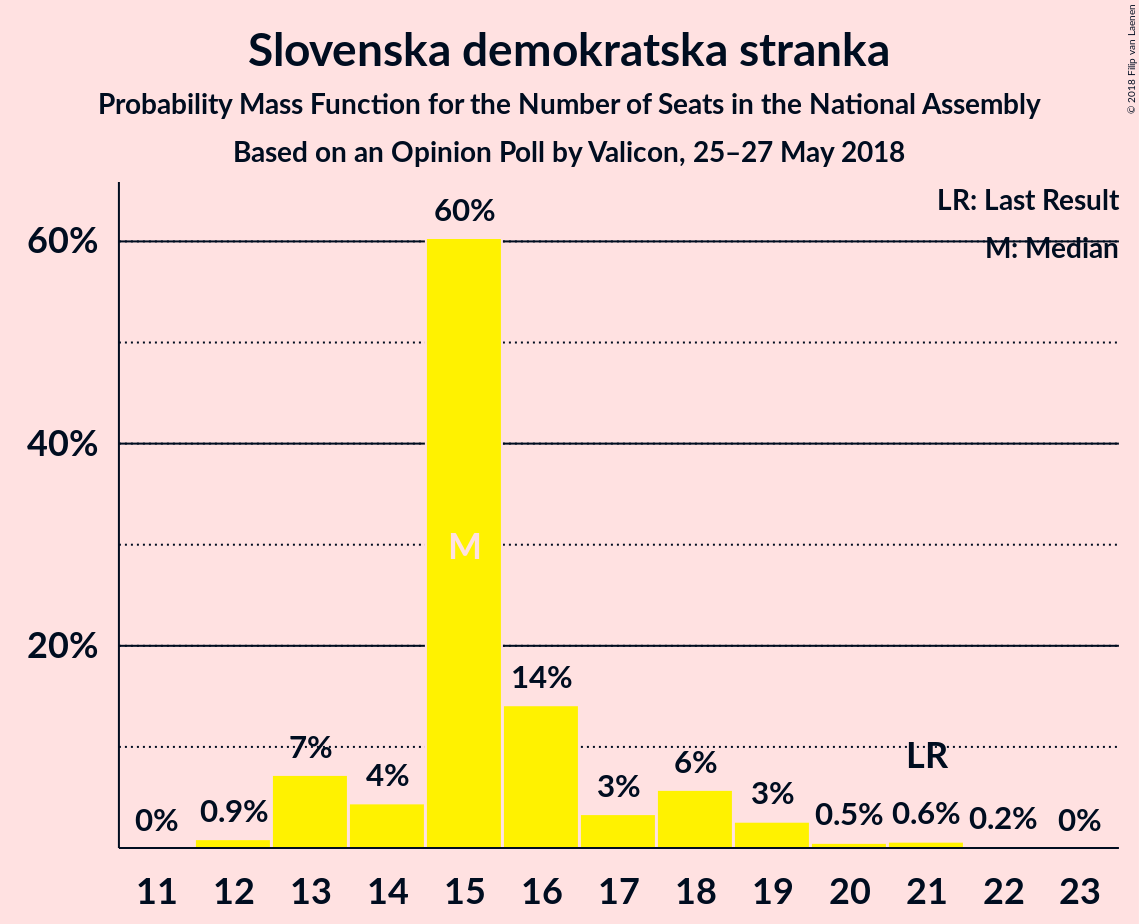 Slovenska demokratska stranka
Probability Mass Function for the Number of Seats in the National Assembly
Based on an Opinion Poll by Valicon, 25–27 May 2018
© 2018 Filip van Laenen
LR: Last Result
M: Median
60%
40%
20%
0%
0.9%
7%
4%
60%
M
14%
3%
6%
3%
0.5%
LR
0.6%
0.2%
0%
11 12 13 14 15 16 17 18 19 20 21 22 23